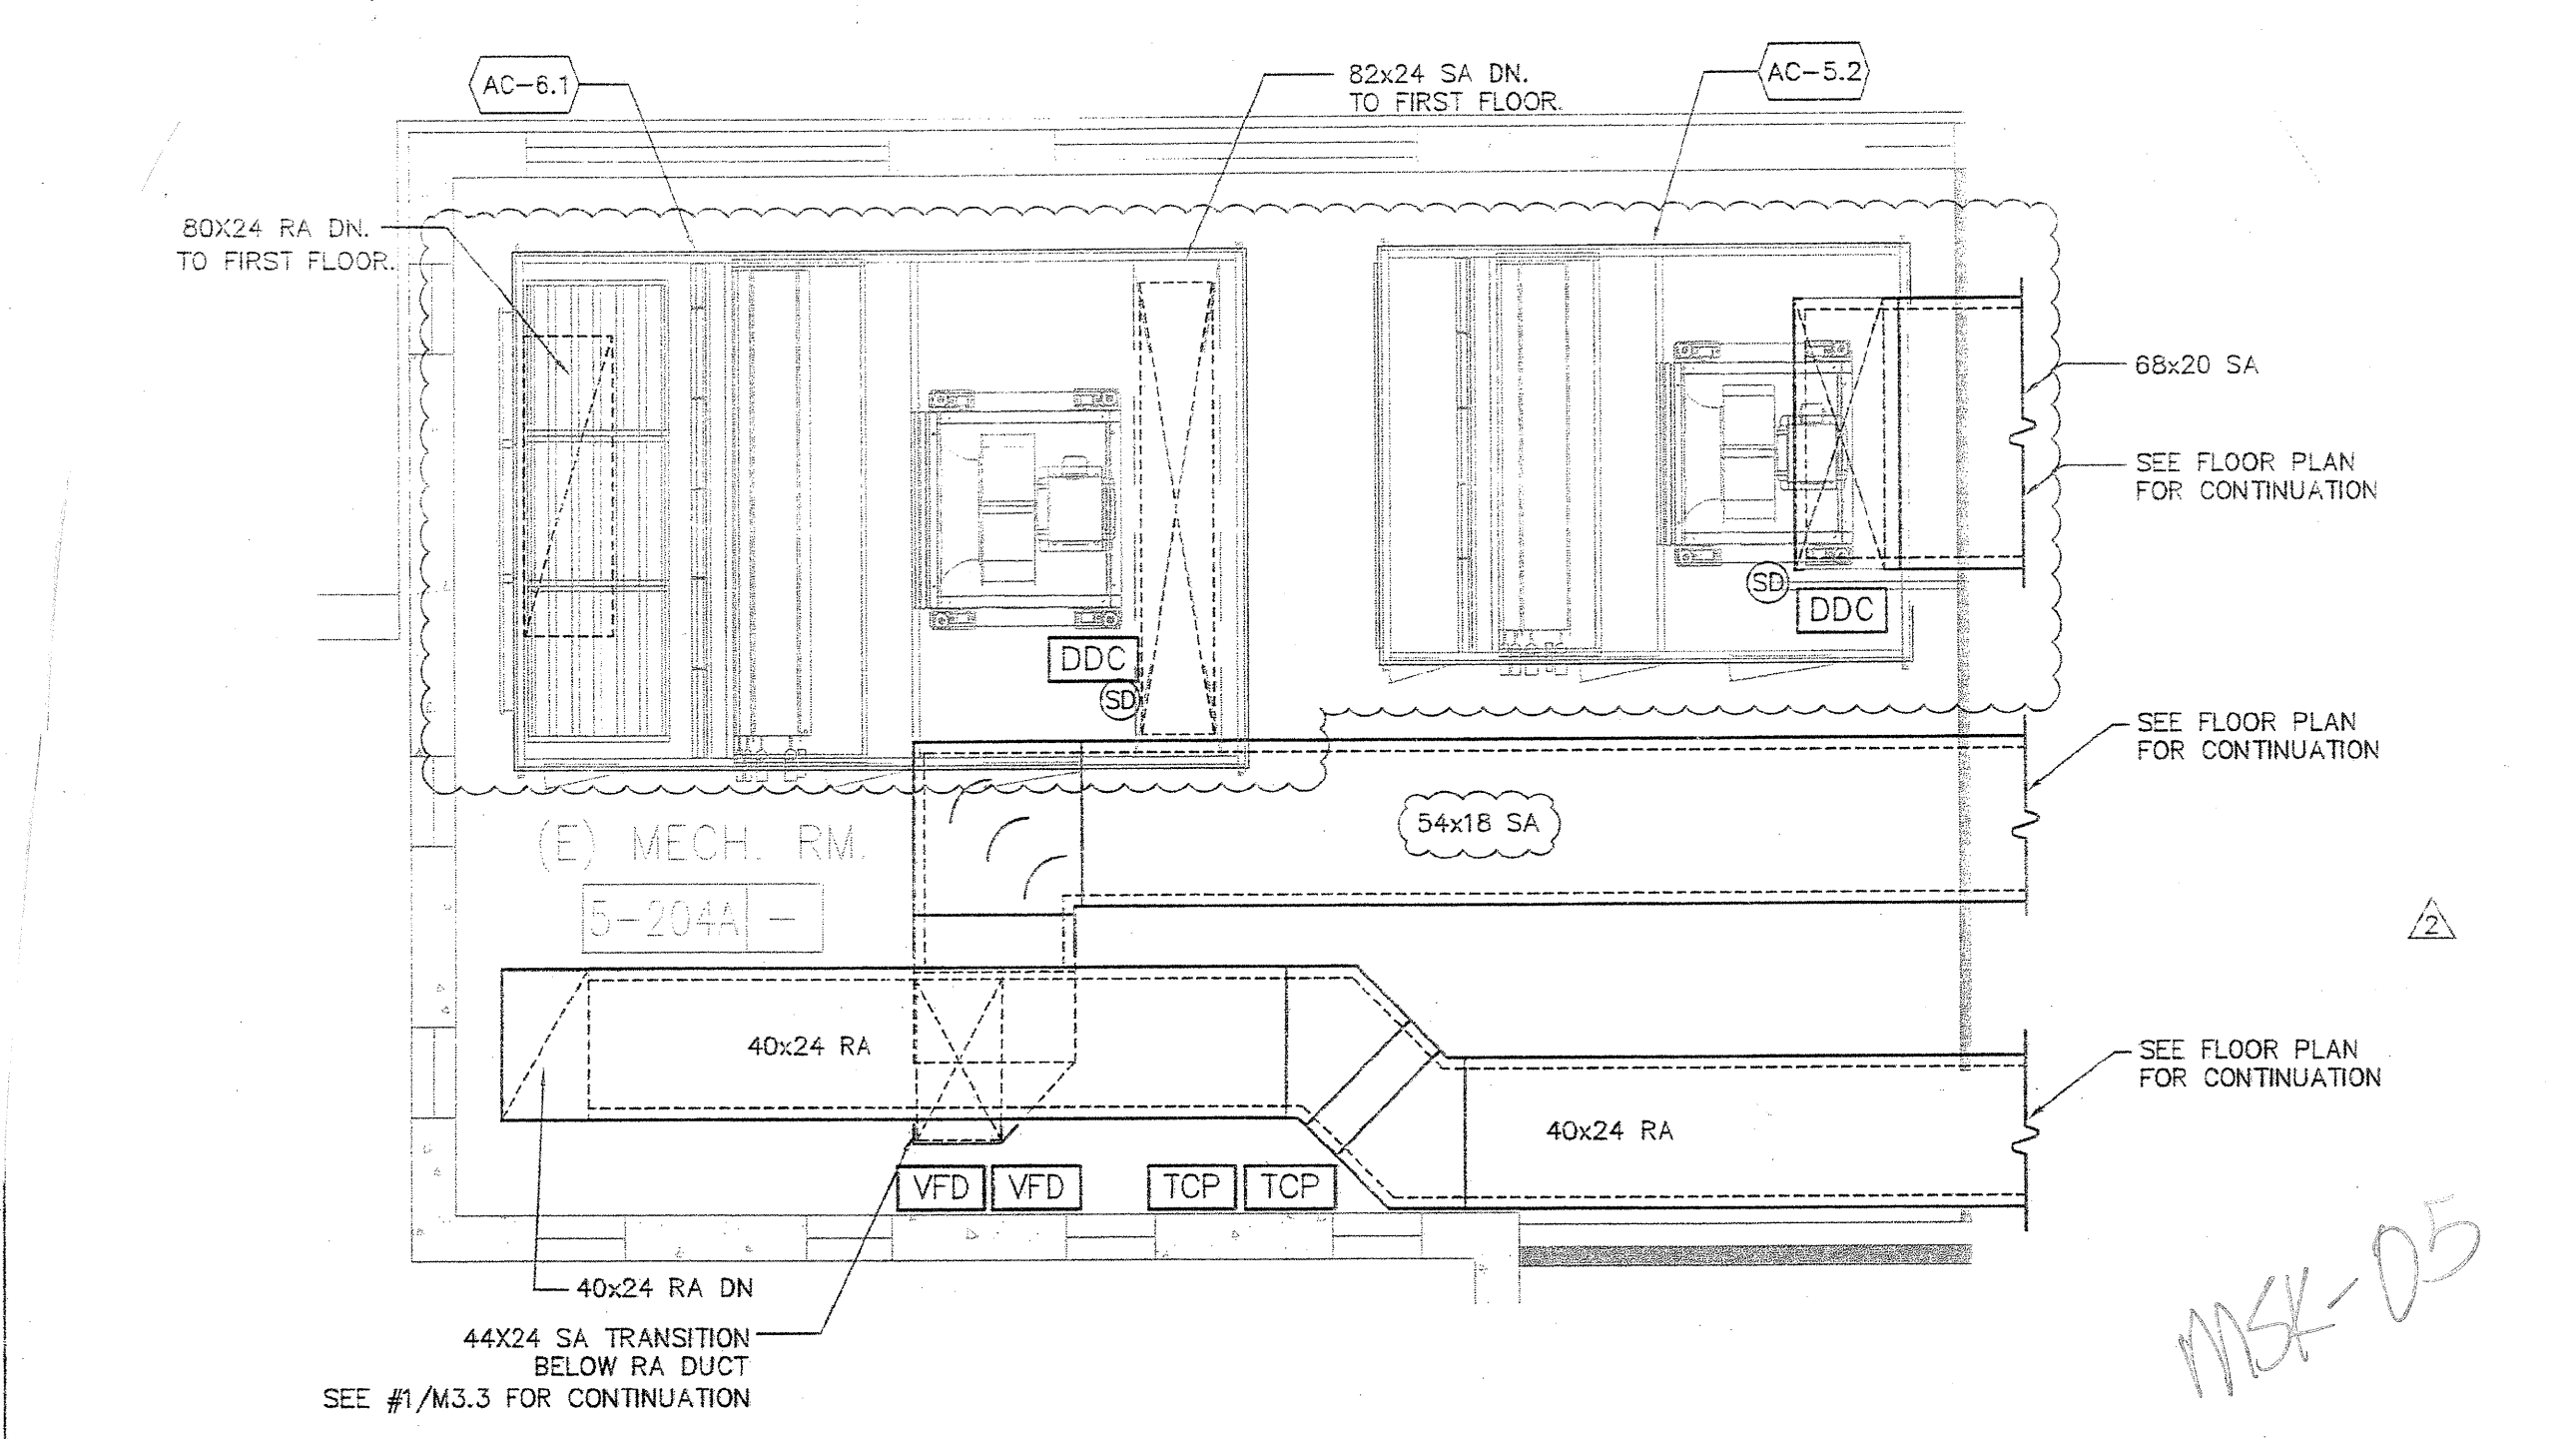 AC-6.1
82x24 SA DN.
TO FIRST FLOOR.
AC-5.2
80X24 RA DN.
TO FIRST FLOOR.
68x20 SA
SEE FLOOR PLAN
FOR CONTINUATION
SD
DDC
DDC
SD
SEE FLOOR PLAN
FOR CONTINUATION
54x18 SA
(E) MECH. RM.
5-204A -
2
40x24 RA
SEE FLOOR PLAN
FOR CONTINUATION
40x24 RA
VFD VFD TCP TCP
40x24 RA DN
44X24 SA TRANSITION
BELOW RA DUCT
SEE #1/M3.3 FOR CONTINUATION
MSK-05